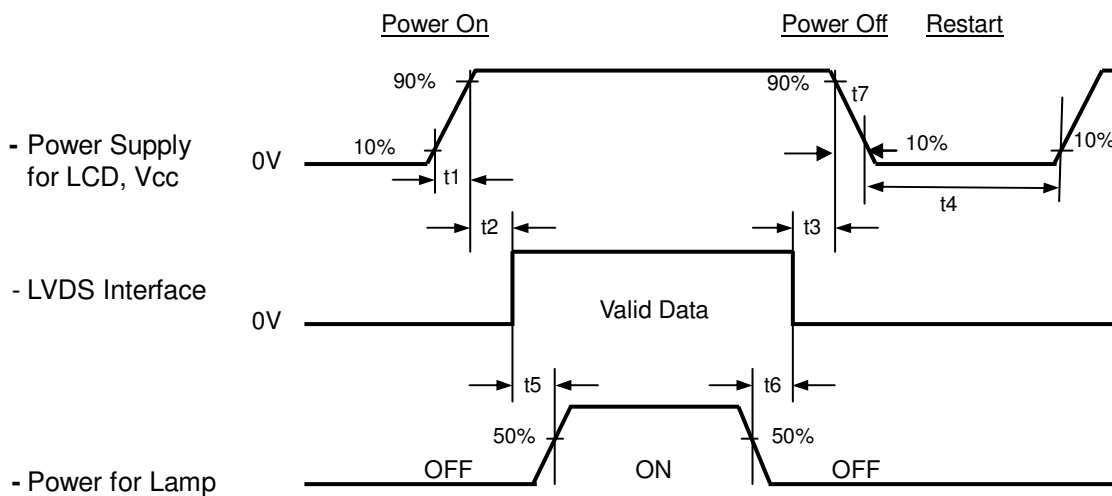 Power On Power Off Restart
90% 90% t7
- Power Supply
for LCD, Vcc
0V 10% 10% 10%
t1 t4
t2 t3
- LVDS Interface
0V Valid Data
t5 t6
50% 50%
- Power for Lamp OFF ON OFF